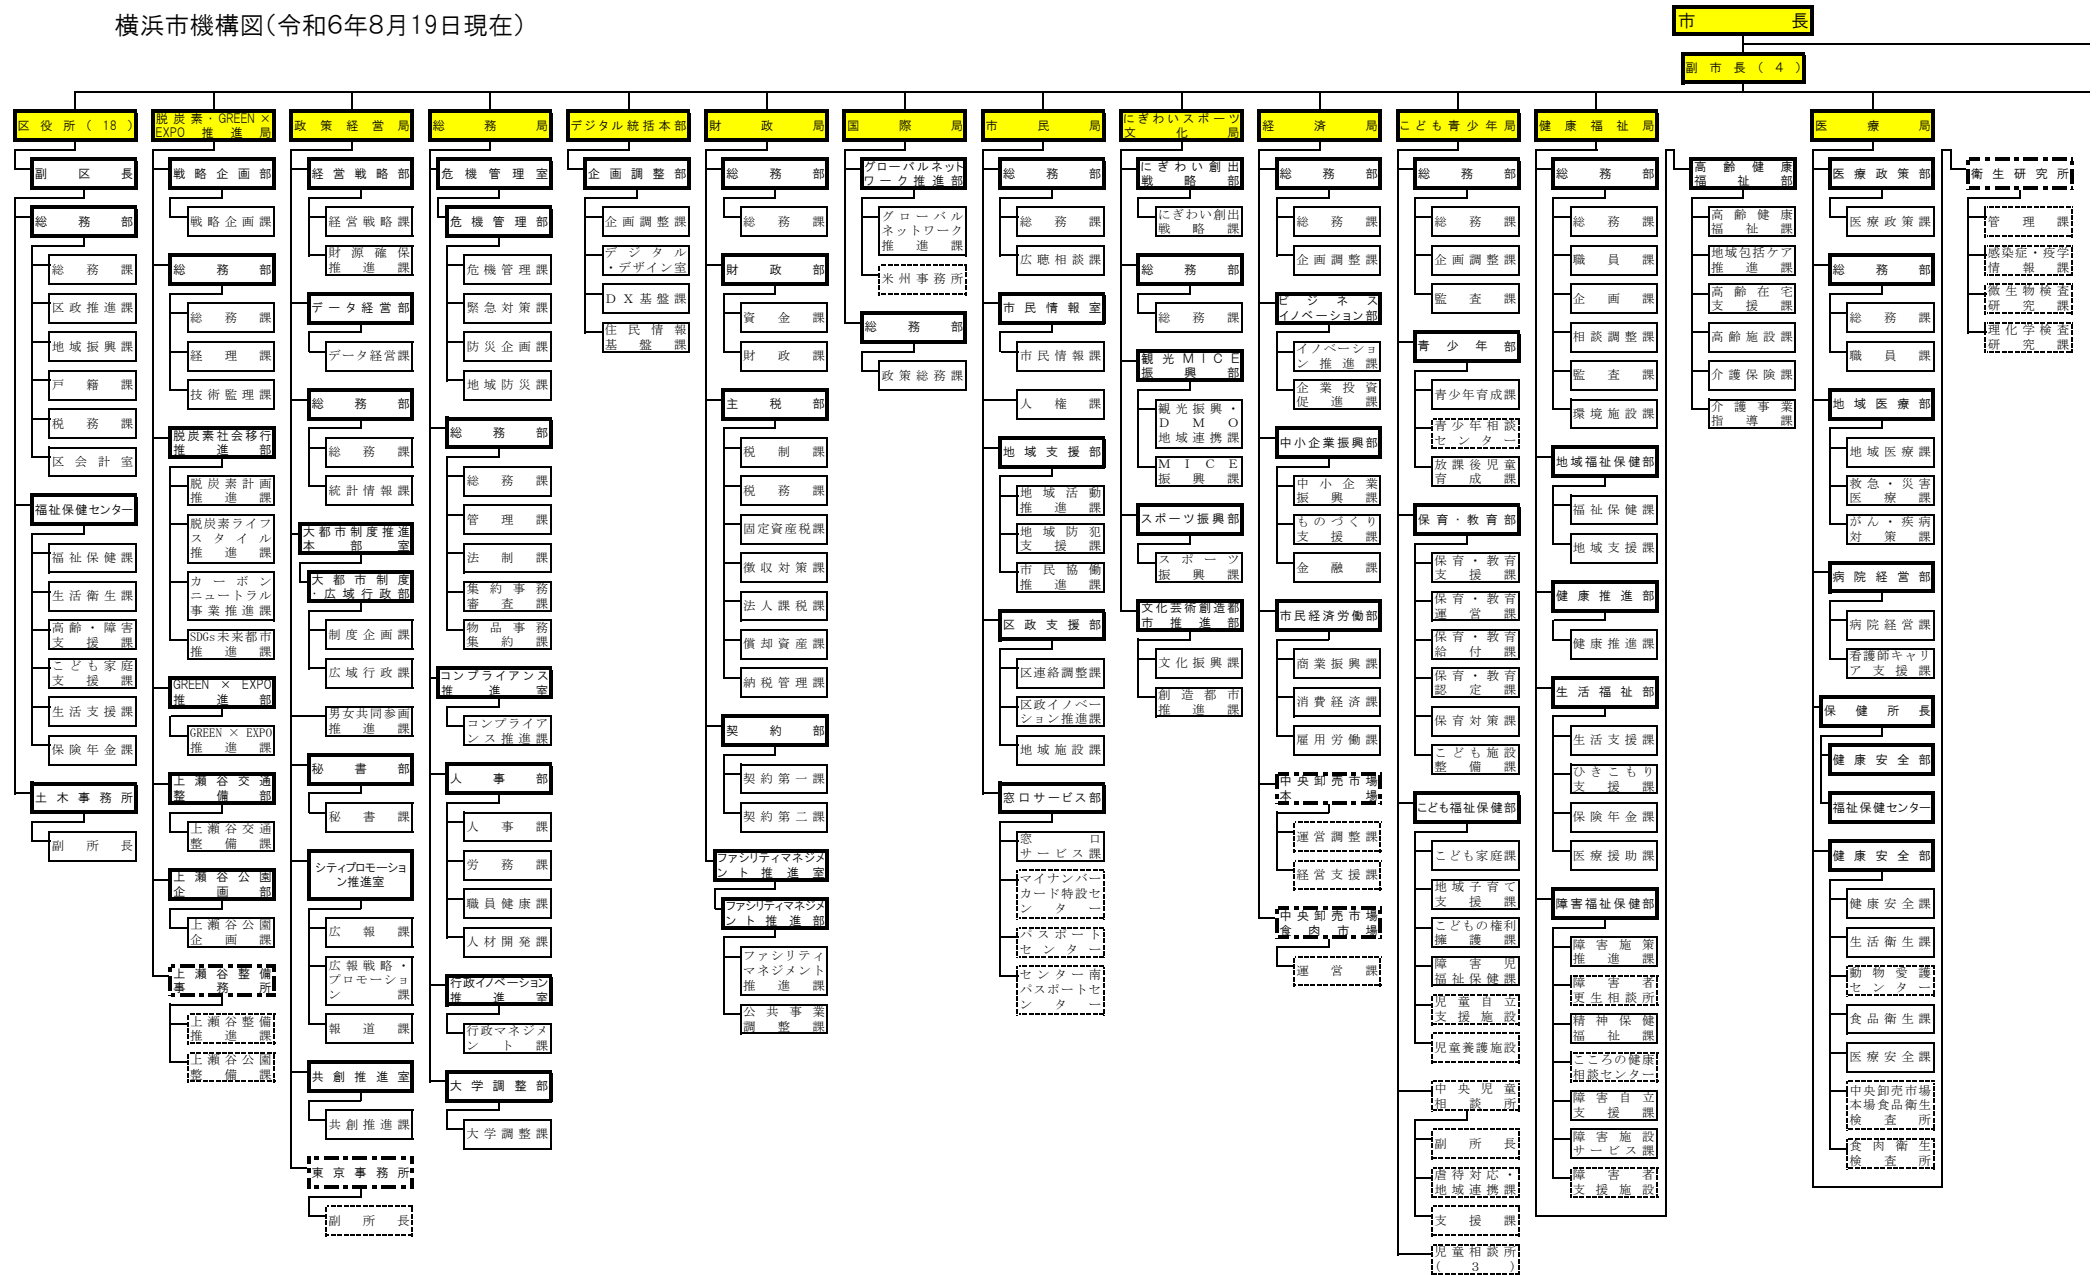 横浜市機構図(令和6年8月19日現在)
市長
副市長(4)
区役所(18)
副区長
総務部
総務課
区政推進課
地域振興課
戸籍課
税務課
区会計室
福祉保健センター
福祉保健課
生活衛生課
高齢・障害
支援課
こども家庭
支援課
生活支援課
保険年金課
土木事務所
副所長
脱炭素・GREEN×
EXPO推進局
戦略企画部
戦略企画課
総務部
総務課
経理課
技術監理課
脱炭素社会移行
推進部
脱炭素計画
推進課
脱炭素ライフ
スタイル
推進課
カーボン
ニュートラル
事業推進課
SDGs未来都市
推進課
GREEN×EXPO
推進部
GREEN×EXPO
推進課
上瀬谷交通
整備部
上瀬谷交通
整備課
上瀬谷公園
企画部
上瀬谷公園
企画課
上瀬谷整備
事務所
上瀬谷整備
推進課
上瀬谷公園
整備課
政策経営局
経営戦略部
経営戦略課
財源確保
推進課
データ経営部
データ経営課
総務部
総務課
統計情報課
大都市制度推進
本部室
大都市制度
・広域行政部
制度企画課
広域行政課
男女共同参画
推進課
秘書部
秘書課
シティプロモーショ
ン推進室
広報課
広報戦略・
プロモーショ
ン課
報道課
共創推進室
共創推進課
東京事務所
副所長
総務局
危機管理室
危機管理部
危機管理課
緊急対策課
防災企画課
地域防災課
総務部
総務課
管理課
法制課
集約事務
審査課
物品事務
集約課
コンプライアンス
推進室
コンプライア
ンス推進課
人事部
人事課
労務課
職員健康課
人材開発課
行政イノベーション
推進室
行政マネジメ
ント課
大学調整部
大学調整課
デジタル統括本部
企画調整部
企画調整課
デジタル
・デザイン室
DX基盤課
住民情報
基盤課
財政局
総務部
総務課
財政部
資金課
財政課
主税部
税制課
税務課
固定資産税課
徴収対策課
法人課税課
償却資産課
納税管理課
契約部
契約第一課
契約第二課
ファシリティマネジメ
ント推進室
ファシリティマネジメ
ント推進部
ファシリティ
マネジメント
推進課
公共事業
調整課
国際局
グローバルネット
ワーク推進部
グローバル
ネットワーク
推進課
米州事務所
総務部
政策総務課
市民局
総務部
総務課
広聴相談課
市民情報室
市民情報課
人権課
地域支援部
地域活動
推進課
地域防犯
支援課
市民協働
推進課
区政支援部
区連絡調整課
区政イノベー
ション推進課
地域施設課
窓口サービス部
窓口
サービス課
マイナンバー
カード特設セ
ンター
パスポート
センター
センター南
パスポートセ
ンター
にぎわいスポーツ
文化局
にぎわい創出
戦略部
にぎわい創出
戦略課
総務部
総務課
観光MICE
振興部
観光振興・
DMO
地域連携課
MICE
振興課
スポーツ振興部
スポーツ
振興課
文化芸術創造都
市推進部
文化振興課
創造都市
推進課
経済局
総務部
総務課
企画調整課
ビジネス
イノベーション部
イノベーショ
ン推進課
企業投資
促進課
中小企業振興部
中小企業
振興課
ものづくり
支援課
金融課
市民経済労働部
商業振興課
消費経済課
雇用労働課
中央卸売市場
本場
運営調整課
経営支援課
中央卸売市場
食肉市場
運営課
こども青少年局
総務部
総務課
企画調整課
監査課
青少年部
青少年育成課
青少年相談
センター
放課後児童
育成課
保育・教育部
保育・教育
支援課
保育・教育
運営課
保育・教育
給付課
保育・教育
認定課
保育対策課
こども施設
整備課
こども福祉保健部
こども家庭課
地域子育て
支援課
こどもの権利
擁護課
障害児
福祉保健課
児童自立
支援施設
児童養護施設
中央児童
相談所
副所長
虐待対応・
地域連携課
支援課
児童相談所
(3)
健康福祉局
総務部
総務課
職員課
企画課
相談調整課
監査課
環境施設課
地域福祉保健部
福祉保健課
地域支援課
健康推進部
健康推進課
生活福祉部
生活支援課
ひきこもり
支援課
保険年金課
医療援助課
障害福祉保健部
障害施策
推進課
障害者
更生相談所
精神保健
福祉課
こころの健康
相談センター
障害自立
支援課
障害施設
サービス課
障害者
支援施設
高齢健康
福祉部
高齢健康
福祉課
地域包括ケア
推進課
高齢在宅
支援課
高齢施設課
介護保険課
介護事業
指導課
医療局
医療政策部
医療政策課
総務部
総務課
職員課
地域医療部
地域医療課
救急・災害
医療課
がん・疾病
対策課
病院経営部
病院経営課
看護師キャリ
ア支援課
保健所長
健康安全部
福祉保健センター
健康安全部
健康安全課
生活衛生課
動物愛護
センター
食品衛生課
医療安全課
中央卸売市場
本場食品衛生
検査所
食肉衛生
検査所
衛生研究所
管理課
感染症・疫学
情報課
微生物検査
研究課
理化学検査
研究課